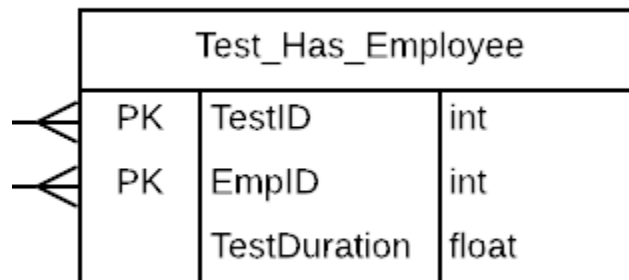 Test_Has_Employee
PK TestID int
PK EmpID int
TestDuration float